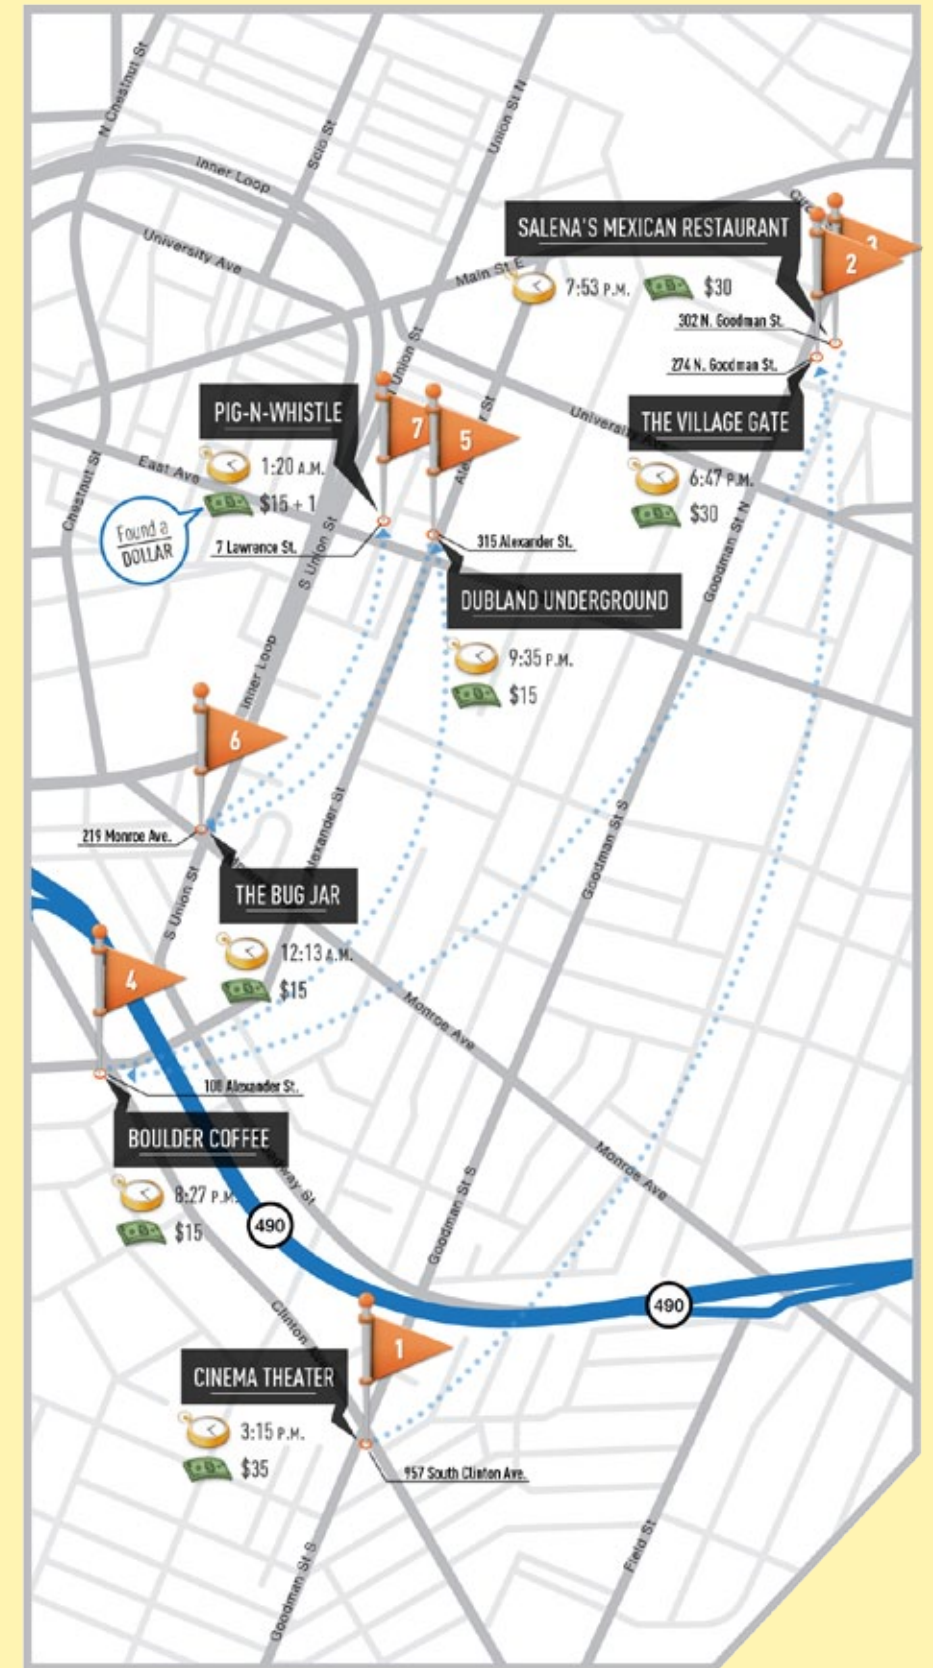 N Chestnut St
Scio St
Union St N
Inner Loop
University Ave
Main St E
SALENA'S MEXICAN RESTAURANT
3
2
7:53 P.M.
$30
302 N. Goodman St.
274 N. Goodman St.
THE VILLAGE GATE
6:47 P.M.
$30
Union St
University Ave
PIG-N-WHISTLE
7
5
1:20 A.M.
$15 + 1
Found a
DOLLAR
East Ave
Chestnut St
7 Lawrence St.
S Union St
315 Alexander St.
DUBLAND UNDERGROUND
9:35 P.M.
$15
Goodman St N
Inner Loop
6
219 Monroe Ave.
Alexander St
Goodman St S
THE BUG JAR
12:13 A.M.
$15
S Union St
4
Monroe Ave
100 Alexander St.
BOULDER COFFEE
8:27 P.M.
$15
490
Goodman St S
Monroe Ave
490
Clinton
1
CINEMA THEATER
3:15 P.M.
$35
957 South Clinton Ave.
Goodman St S
Field St